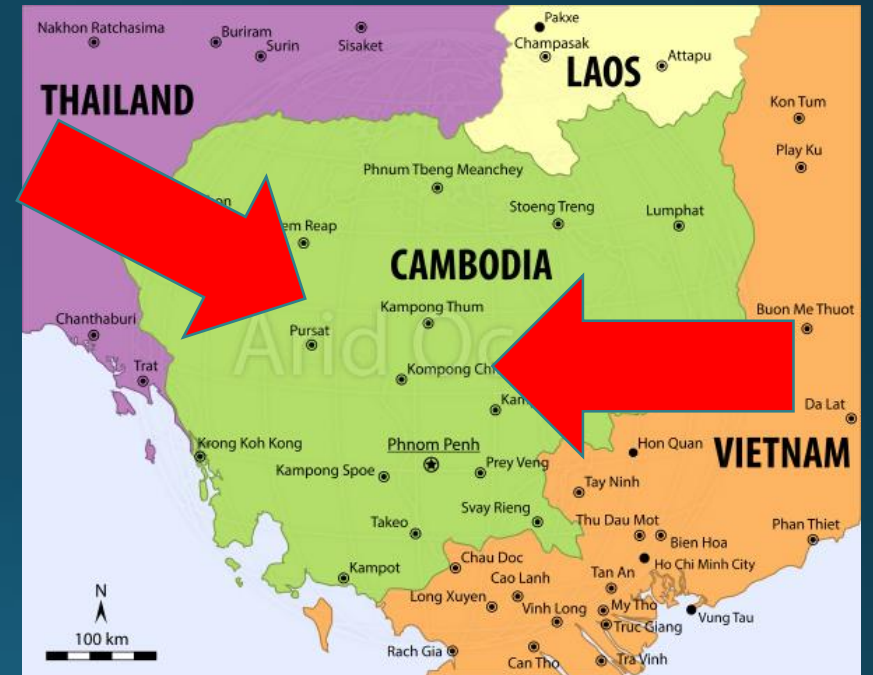 Pakxe
Nakhon Ratchasima
Buriram
Surin
Sisaket
Champasak
LAOS
Attapu
THAILAND
Kon Tum
Play Ku
Phnum Tbeng Meanchey
Stoeng Treng
Lumphat
CAMBODIA
Kampong Thum
Buon Me Thuot
Chanthaburi
Pursat
Arid Oc
Trat
Da Lat
Krong Koh Kong
Phnom Penh
Hon Quan
VIETNAM
Kampong Spoe
Prey Veng
Tay Ninh
Svay Rieng
Takeo
Thu Dau Mot
Phan Thiet
Bien Hoa
Chau Doc
Ho Chi Minh City
Kampot
Cao Lanh
Tan An
N
Long Xuyen
Vinh Long
My Tho
Vung Tau
100 km
Truc Giang
Rach Gia
Can Tho
Tra Vinh